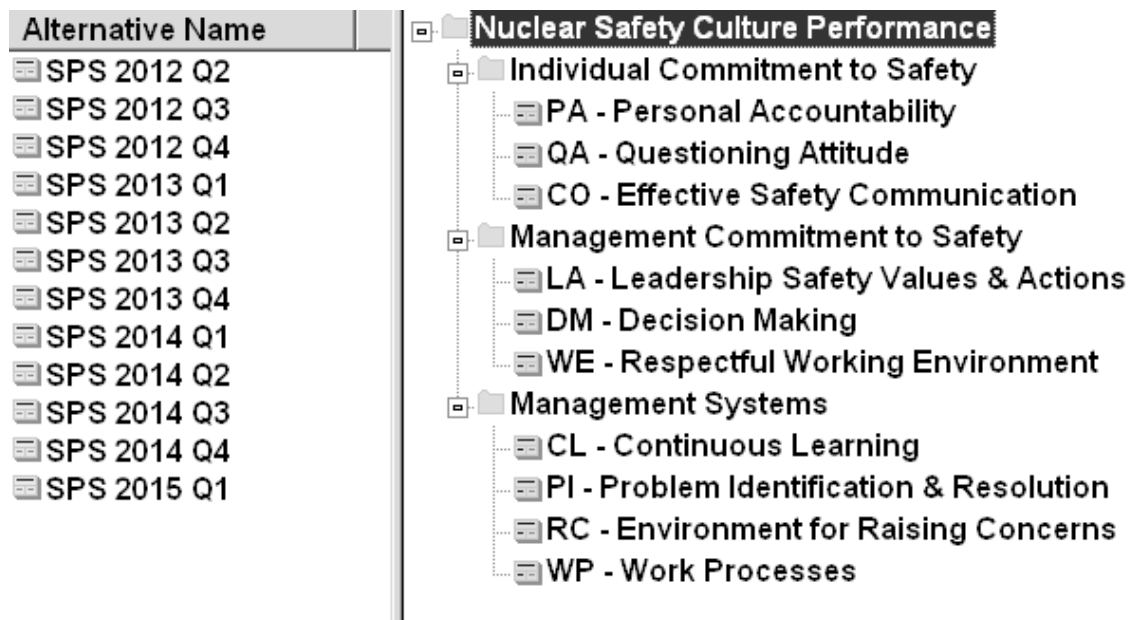 Alternative Name
SPS 2012 Q2
SPS 2012 Q3
SPS 2012 Q4
SPS 2013 Q1
SPS 2013 Q2
SPS 2013 Q3
SPS 2013 Q4
SPS 2014 Q1
SPS 2014 Q2
SPS 2014 Q3
SPS 2014 Q4
SPS 2015 Q1
Nuclear Safety Culture Performance
Individual Commitment to Safety
PA - Personal Accountability
QA - Questioning Attitude
CO - Effective Safety Communication
Management Commitment to Safety
LA - Leadership Safety Values & Actions
DM - Decision Making
WE - Respectful Working Environment
Management Systems
CL - Continuous Learning
PI - Problem Identification & Resolution
RC - Environment for Raising Concerns
WP - Work Processes